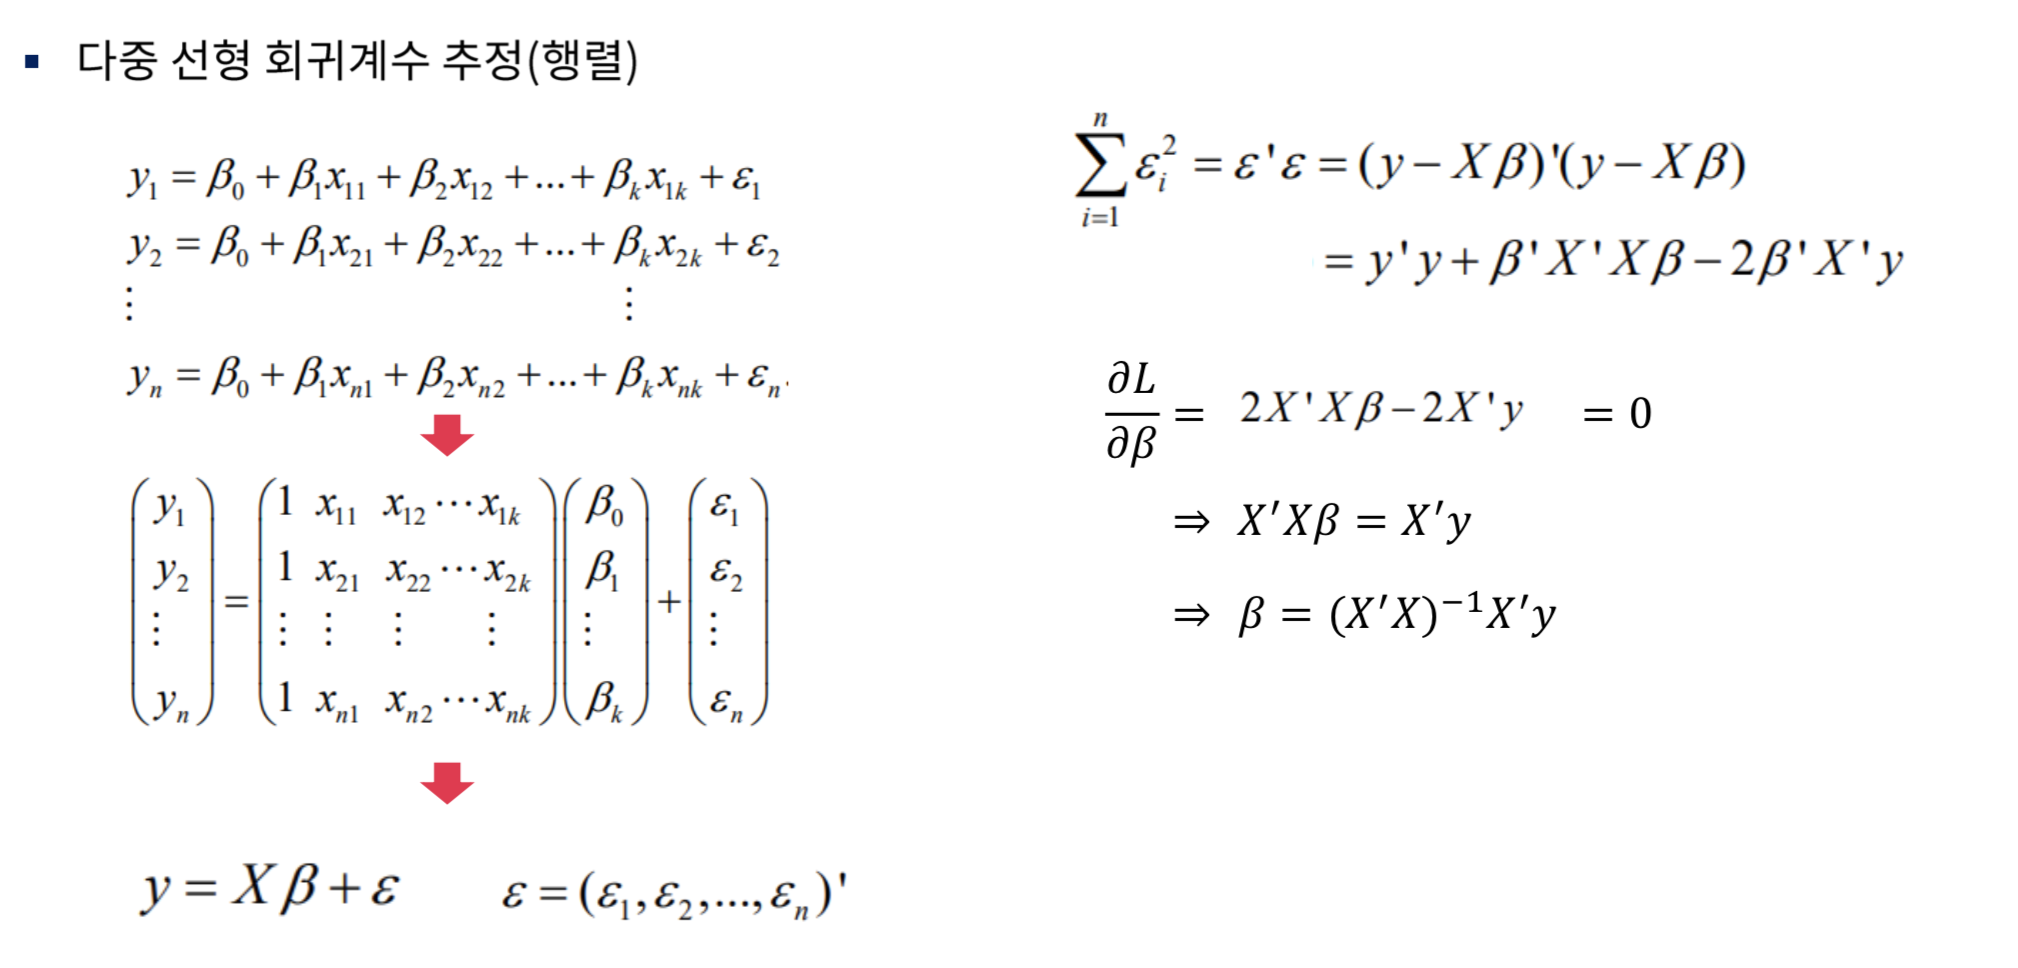 ▪ 다중 선형 회귀계수 추정(행렬)
y₁ = β₀ + β₁x₁₁ + β₂x₁₂ + ... + βₖx₁ₖ + ε₁
y₂ = β₀ + β₁x₂₁ + β₂x₂₂ + ... + βₖx₂ₖ + ε₂
⋮ ⋮
yₙ = β₀ + β₁xₙ₁ + β₂xₙ₂ + ... + βₖxₙₖ + εₙ.
(y₁) = (1 x₁₁ x₁₂ ⋯ x₁ₖ)(β₀) + (ε₁)
(y₂) (1 x₂₁ x₂₂ ⋯ x₂ₖ)(β₁) (ε₂)
(⋮) (⋮ ⋮ ⋮ ⋮)(⋮) (⋮)
(yₙ) (1 xₙ₁ xₙ₂ ⋯ xₙₖ)(βₖ) (εₙ)
y = Xβ + ε ε = (ε₁, ε₂, ..., εₙ)'
∑ᵢ₌₁ⁿ εᵢ² = ε'ε = (y − Xβ)'(y − Xβ)
= y'y + β'X'Xβ − 2β'X'y
∂L/∂β = 2X'Xβ − 2X'y = 0
⇒ X′Xβ = X′y
⇒ β = (X′X)⁻¹X′y